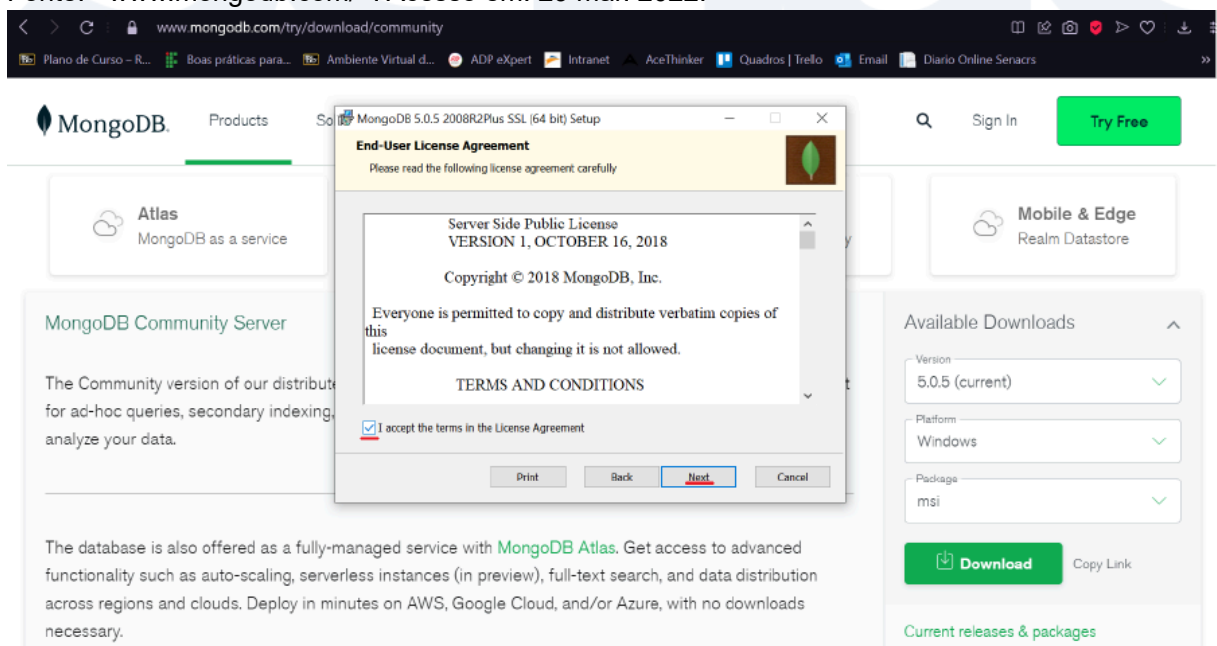 www.mongodb.com/try/download/community
Plano de Curso – R... Boas práticas para... Ambiente Virtual d... ADP eXpert Intranet AceThinker Quadros | Trello Email Diario Online Senacrs »
MongoDB. Products So Sign In Try Free
MongoDB 5.0.5 2008R2Plus SSL (64 bit) Setup
End-User License Agreement
Please read the following license agreement carefully
Server Side Public License
VERSION 1, OCTOBER 16, 2018
Copyright © 2018 MongoDB, Inc.
Everyone is permitted to copy and distribute verbatim copies of
this
license document, but changing it is not allowed.
TERMS AND CONDITIONS
I accept the terms in the License Agreement
Print Back Next Cancel
Atlas
MongoDB as a service
y
Mobile & Edge
Realm Datastore
MongoDB Community Server
The Community version of our distribute t
for ad-hoc queries, secondary indexing,
analyze your data.
The database is also offered as a fully-managed service with MongoDB Atlas. Get access to advanced
functionality such as auto-scaling, serverless instances (in preview), full-text search, and data distribution
across regions and clouds. Deploy in minutes on AWS, Google Cloud, and/or Azure, with no downloads
necessary.
Available Downloads
Version
5.0.5 (current)
Platform
Windows
Package
msi
Download Copy Link
Current releases & packages